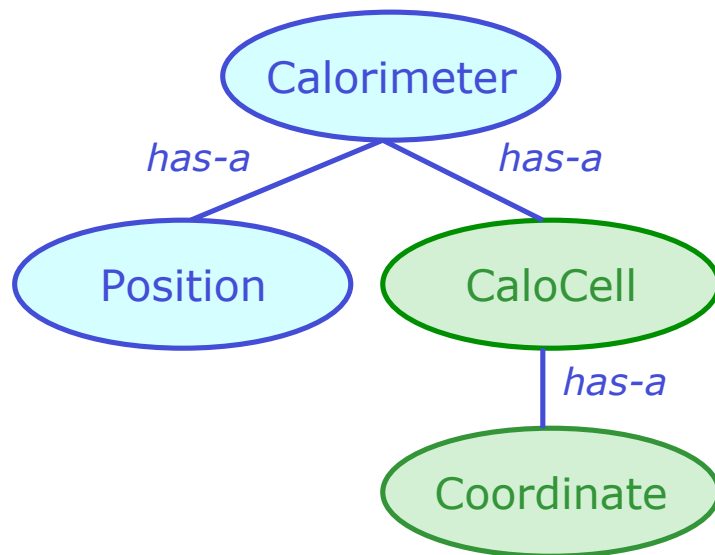 Calorimeter
has-a
has-a
Position
CaloCell
has-a
Coordinate